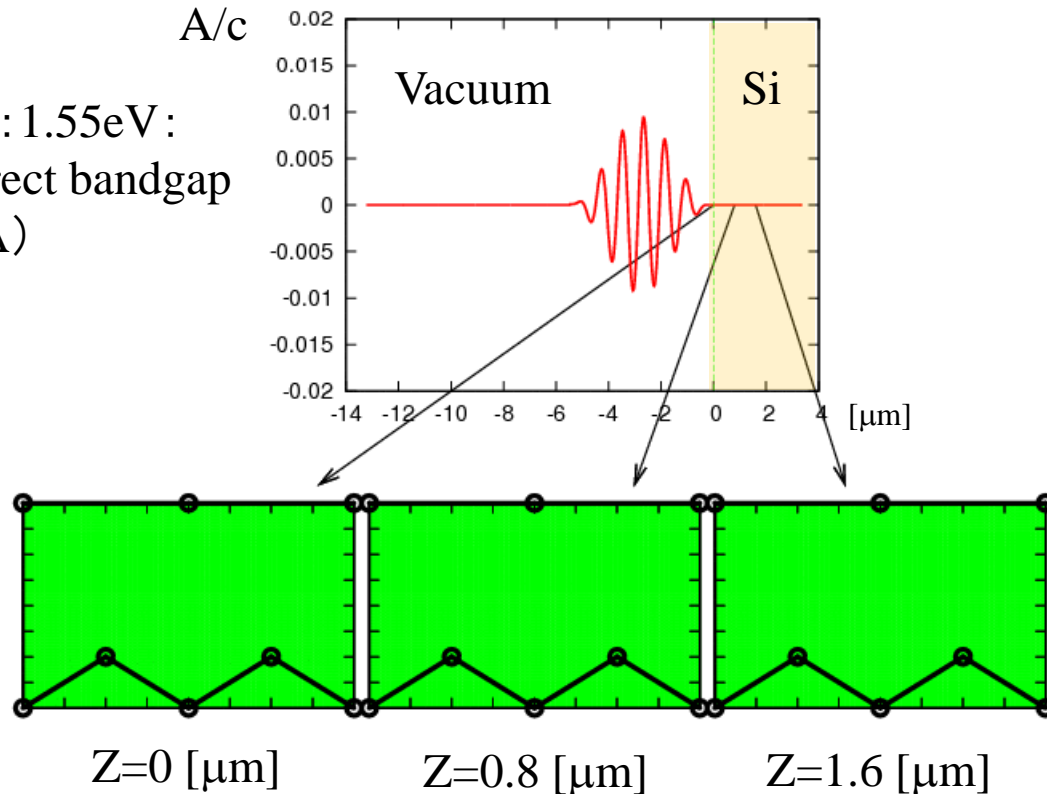 A/c
:1.55eV:
rect bandgap
A)
Vacuum
Si
0.02
0.015
0.01
0.005
0
-0.005
-0.01
-0.015
-0.02
-14 -12 -10 -8 -6 -4 -2 0 2 4 [μm]
Z=0 [μm] Z=0.8 [μm] Z=1.6 [μm]